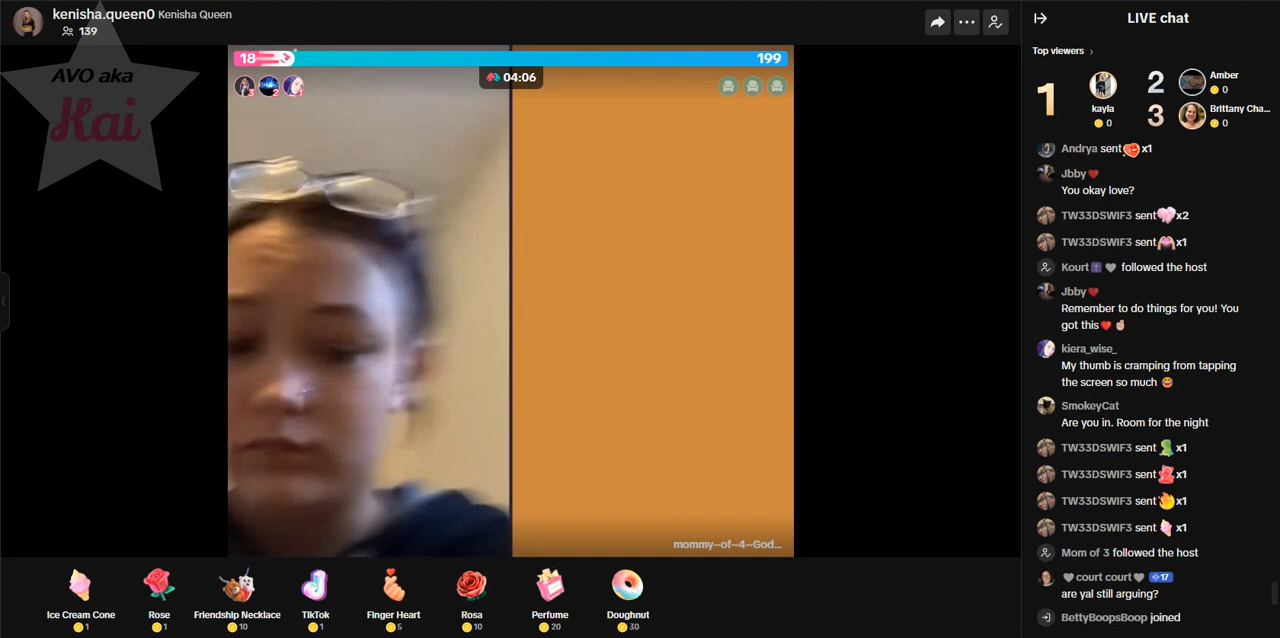 kenisha.queen0 Kenisha Queen
139
AVO aka
Kai
18
199
04:06
mommy~of~4~God...
Ice Cream Cone
1
Rose
1
Friendship Necklace
10
TikTok
1
Finger Heart
5
Rosa
10
Perfume
20
Doughnut
30
LIVE chat
Top viewers
1
kayla
0
2
Amber
0
3
Brittany Cha...
0
Andrya sent x1
Jbby
You okay love?
TW33DSWIF3 sent x2
TW33DSWIF3 sent x1
Kourt followed the host
Jbby
Remember to do things for you! You
got this
kiera_wise_
My thumb is cramping from tapping
the screen so much
SmokeyCat
Are you in. Room for the night
TW33DSWIF3 sent x1
TW33DSWIF3 sent x1
TW33DSWIF3 sent x1
TW33DSWIF3 sent x1
Mom of 3 followed the host
court court 17
are yal still arguing?
BettyBoopsBoop joined